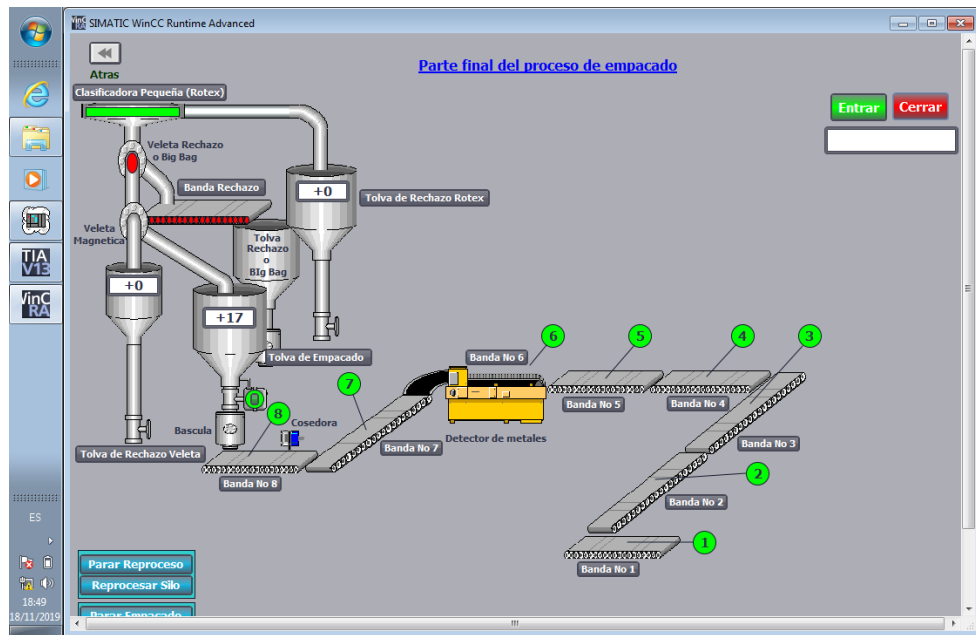 SIMATIC WinCC Runtime Advanced
Atras
Parte final del proceso de empacado
Clasificadora Pequeña (Rotex)
Entrar
Cerrar
Veleta Rechazo
o Big Bag
Banda Rechazo
+0
Tolva de Rechazo Rotex
Veleta
Magnetica
Tolva
Rechazo
o
BIg Bag
+0
+17
Tolva de Empacado
Banda No 6
6
5
4
3
7
Banda No 5
Banda No 4
8
Cosedora
Bascula
Banda No 7
Detector de metales
Banda No 3
Tolva de Rechazo Veleta
Banda No 8
2
Banda No 2
1
Banda No 1
Parar Reproceso
Reprocesar Silo
Parar Empacado
TIA
V13
WinC
RA
ES
18:49
18/11/2019